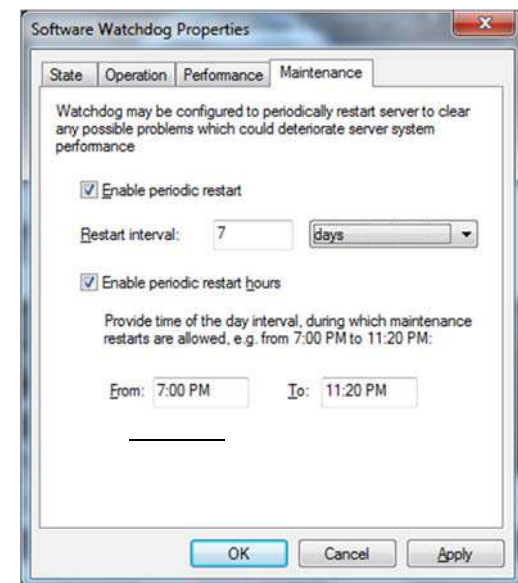 Software Watchdog Properties
State Operation Performance Maintenance
Watchdog may be configured to periodically restart server to clear
any possible problems which could deteriorate server system
performance
Enable periodic restart
Restart interval: 7 days
Enable periodic restart hours
Provide time of the day interval, during which maintenance
restarts are allowed, e.g. from 7:00 PM to 11:20 PM:
From: 7:00 PM To: 11:20 PM
OK Cancel Apply